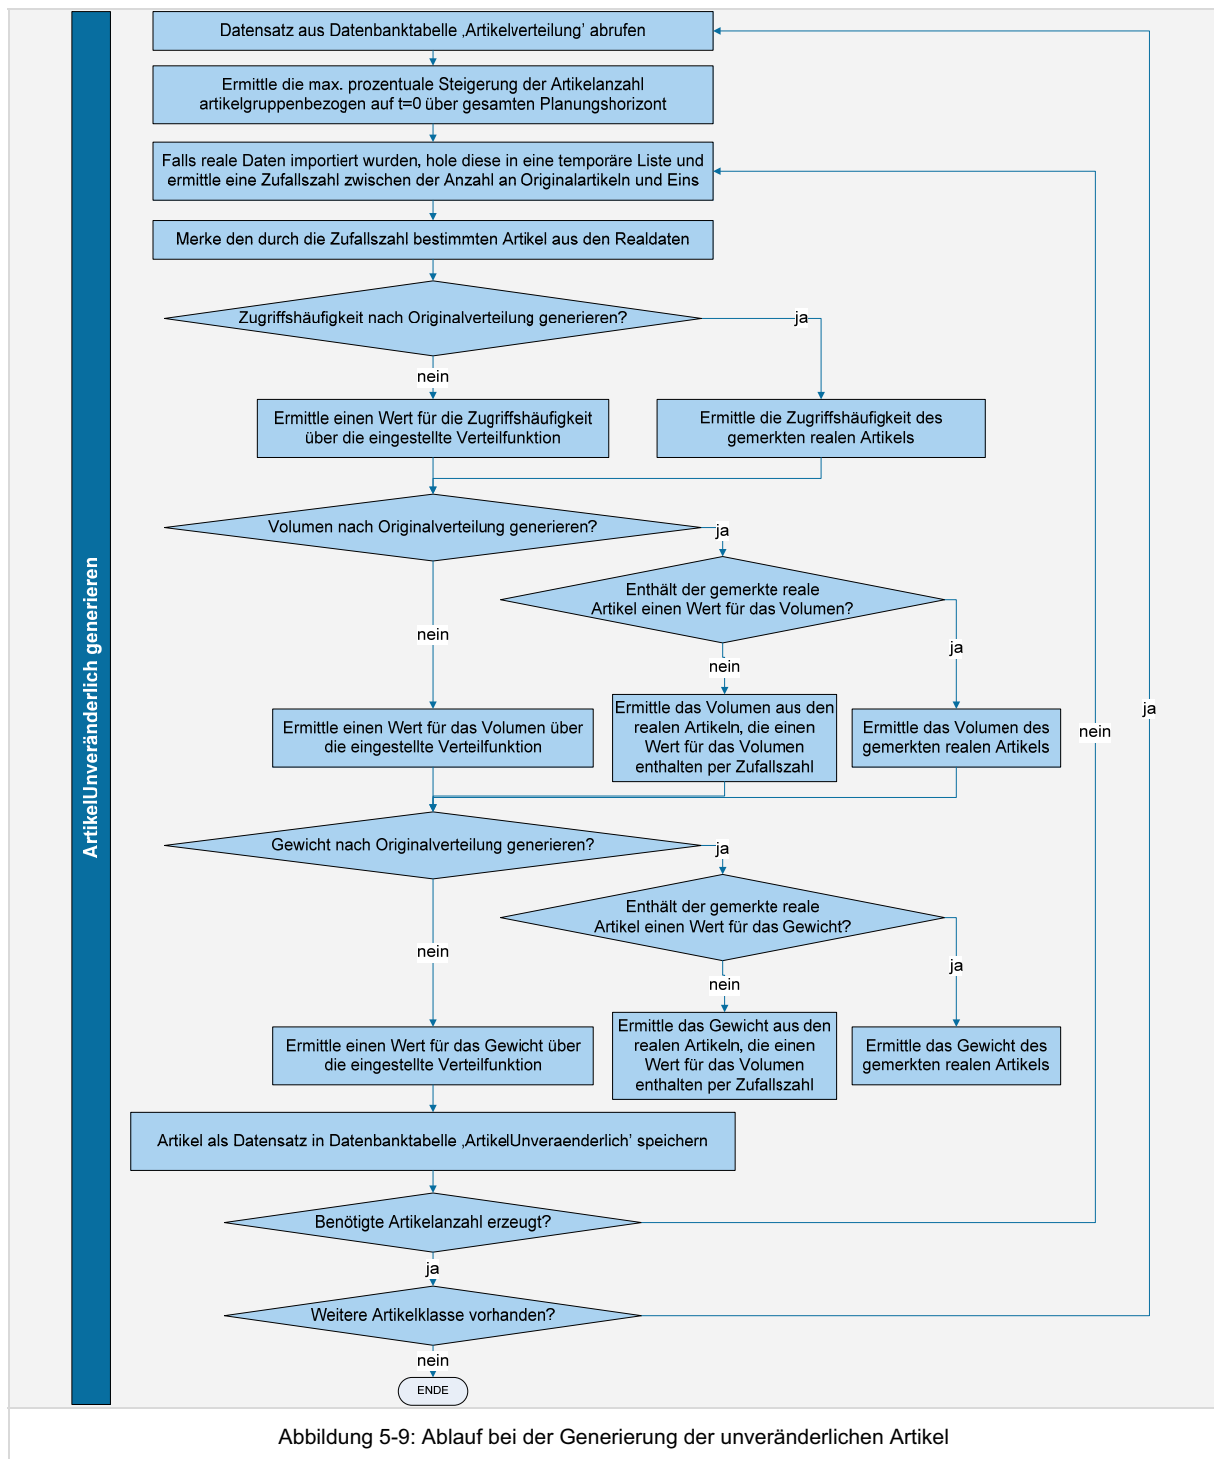 ArtikelUnveränderlich generieren
Datensatz aus Datenbanktabelle ‚Artikelverteilung’ abrufen
Ermittle die max. prozentuale Steigerung der Artikelanzahl
artikelgruppenbezogen auf t=0 über gesamten Planungshorizont
Falls reale Daten importiert wurden, hole diese in eine temporäre Liste und
ermittle eine Zufallszahl zwischen der Anzahl an Originalartikeln und Eins
Merke den durch die Zufallszahl bestimmten Artikel aus den Realdaten
Zugriffshäufigkeit nach Originalverteilung generieren?
ja
nein
Ermittle einen Wert für die Zugriffshäufigkeit
über die eingestellte Verteilfunktion
Ermittle die Zugriffshäufigkeit des
gemerkten realen Artikels
Volumen nach Originalverteilung generieren?
ja
Enthält der gemerkte reale
Artikel einen Wert für das Volumen?
nein
ja
nein
Ermittle einen Wert für das Volumen über
die eingestellte Verteilfunktion
Ermittle das Volumen aus den
realen Artikeln, die einen
Wert für das Volumen
enthalten per Zufallszahl
Ermittle das Volumen des
gemerkten realen Artikels
nein
ja
Gewicht nach Originalverteilung generieren?
ja
Enthält der gemerkte reale
Artikel einen Wert für das Gewicht?
nein
ja
nein
Ermittle einen Wert für das Gewicht über
die eingestellte Verteilfunktion
Ermittle das Gewicht aus den
realen Artikeln, die einen
Wert für das Volumen
enthalten per Zufallszahl
Ermittle das Gewicht des
gemerkten realen Artikels
Artikel als Datensatz in Datenbanktabelle ‚ArtikelUnveraenderlich’ speichern
Benötigte Artikelanzahl erzeugt?
ja
Weitere Artikelklasse vorhanden?
nein
ENDE
Abbildung 5-9: Ablauf bei der Generierung der unveränderlichen Artikel